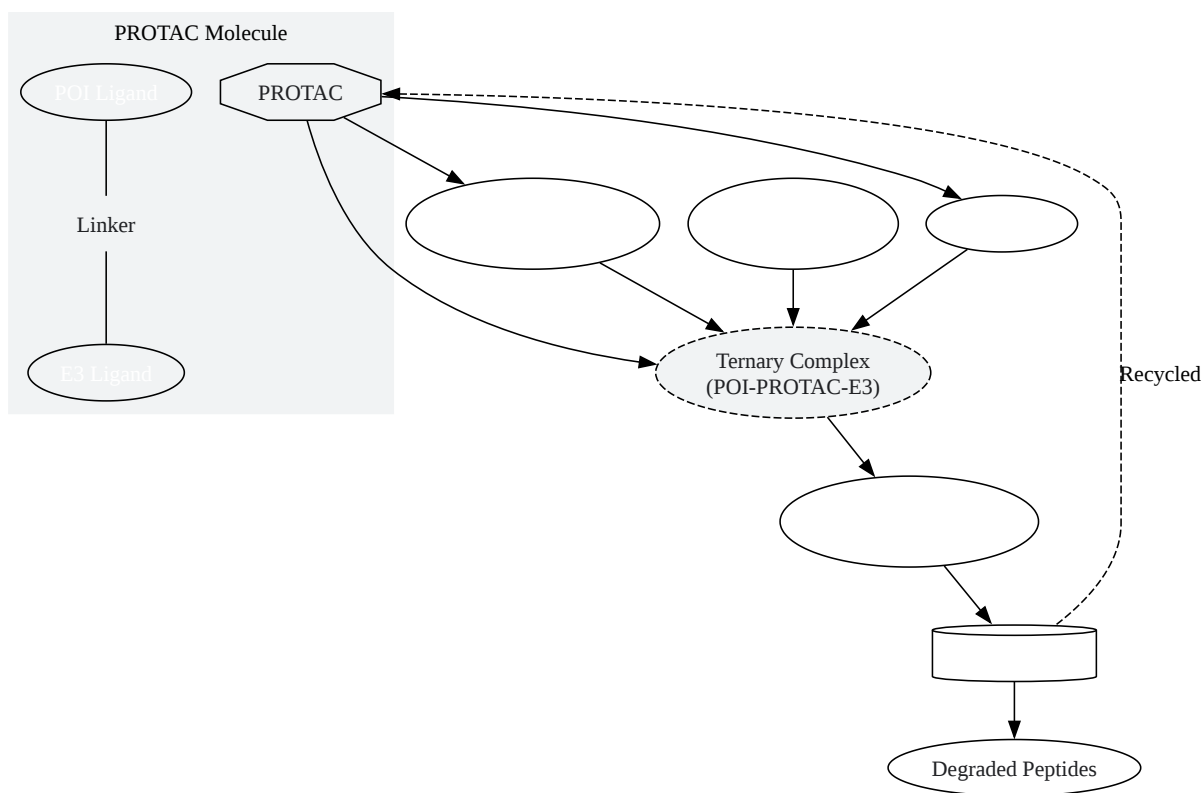 PROTAC Molecule
POI Ligand
PROTAC
Linker
E3 Ligand
Ternary Complex
(POI-PROTAC-E3)
Recycled
Degraded Peptides